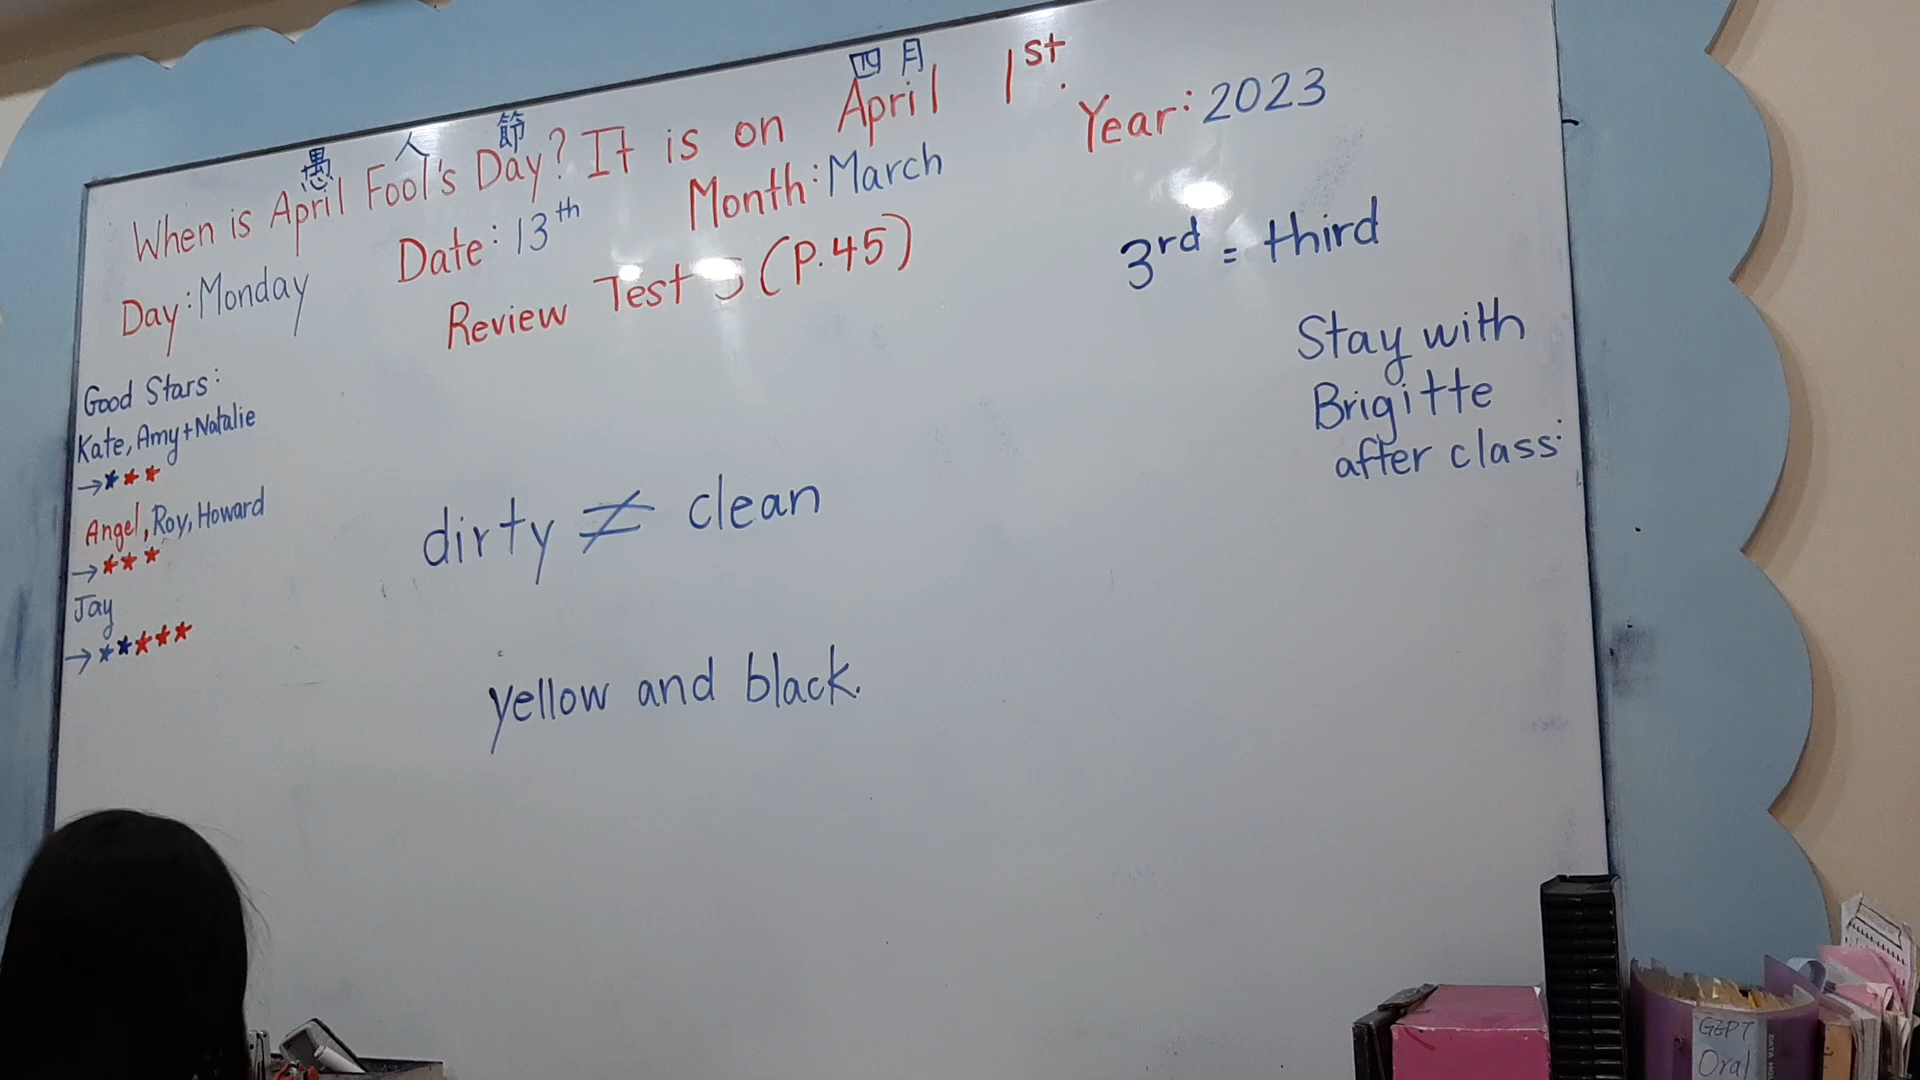 愚 人 節 四月
When is April Fool's Day? It is on April 1st.
Day: Monday Date: 13th Month: March Year: 2023
Review Test 5 (P.45)
3rd = third
Stay with
Brigitte
after class:
Good Stars:
Kate, Amy + Natalie
→★★★
Angel, Roy, Howard
→★★★
Jay
→★★★★★
dirty ≠ clean
yellow and black.
GEPT
Oral